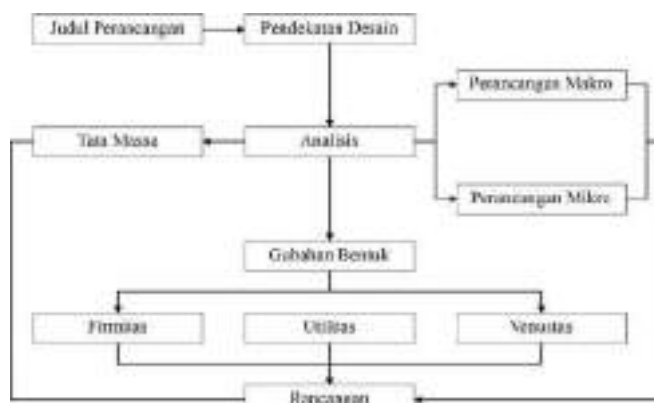 Judul Perancangan
Pendekatan Desain
Perancangan Makro
Tata Massa
Analisis
Perancangan Mikro
Gubahan Bentuk
Firmitas
Utilitas
Venustas
Rancangan